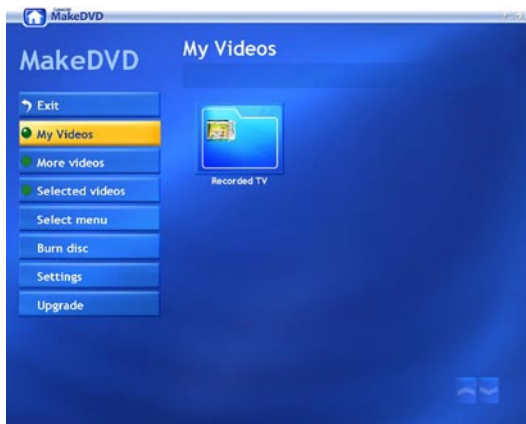 MakeDVD
MakeDVD
My Videos
Exit
My Videos
More videos
Selected videos
Select menu
Burn disc
Settings
Upgrade
Recorded TV